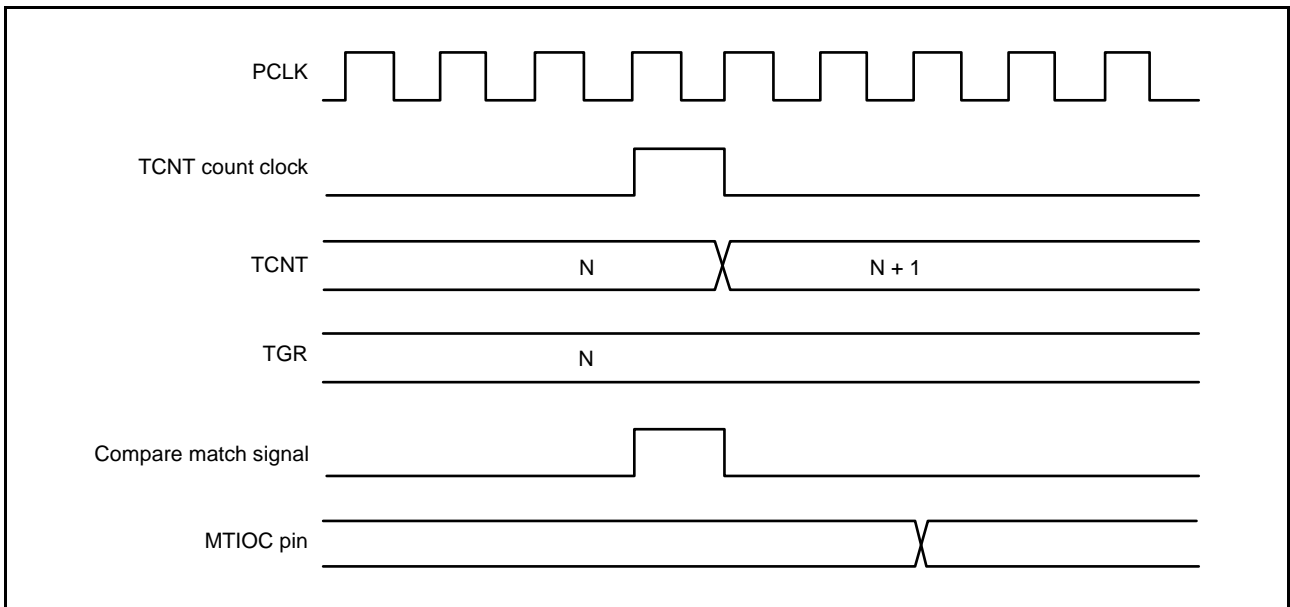 PCLK
TCNT count clock
TCNT
N
N + 1
TGR
N
Compare match signal
MTIOC pin